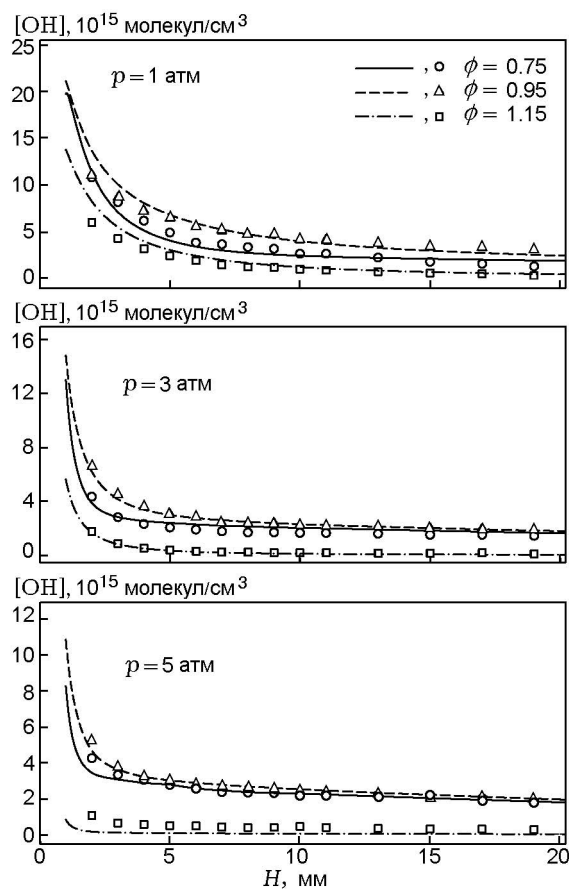 [OH], 10¹⁵ молекул/см³
25
20
15
10
5
0
p = 1 атм
, ϕ = 0.75
, ϕ = 0.95
, ϕ = 1.15
[OH], 10¹⁵ молекул/см³
16
12
8
4
0
p = 3 атм
[OH], 10¹⁵ молекул/см³
12
10
8
6
4
2
0
p = 5 атм
0 5 10 15 20
H, мм